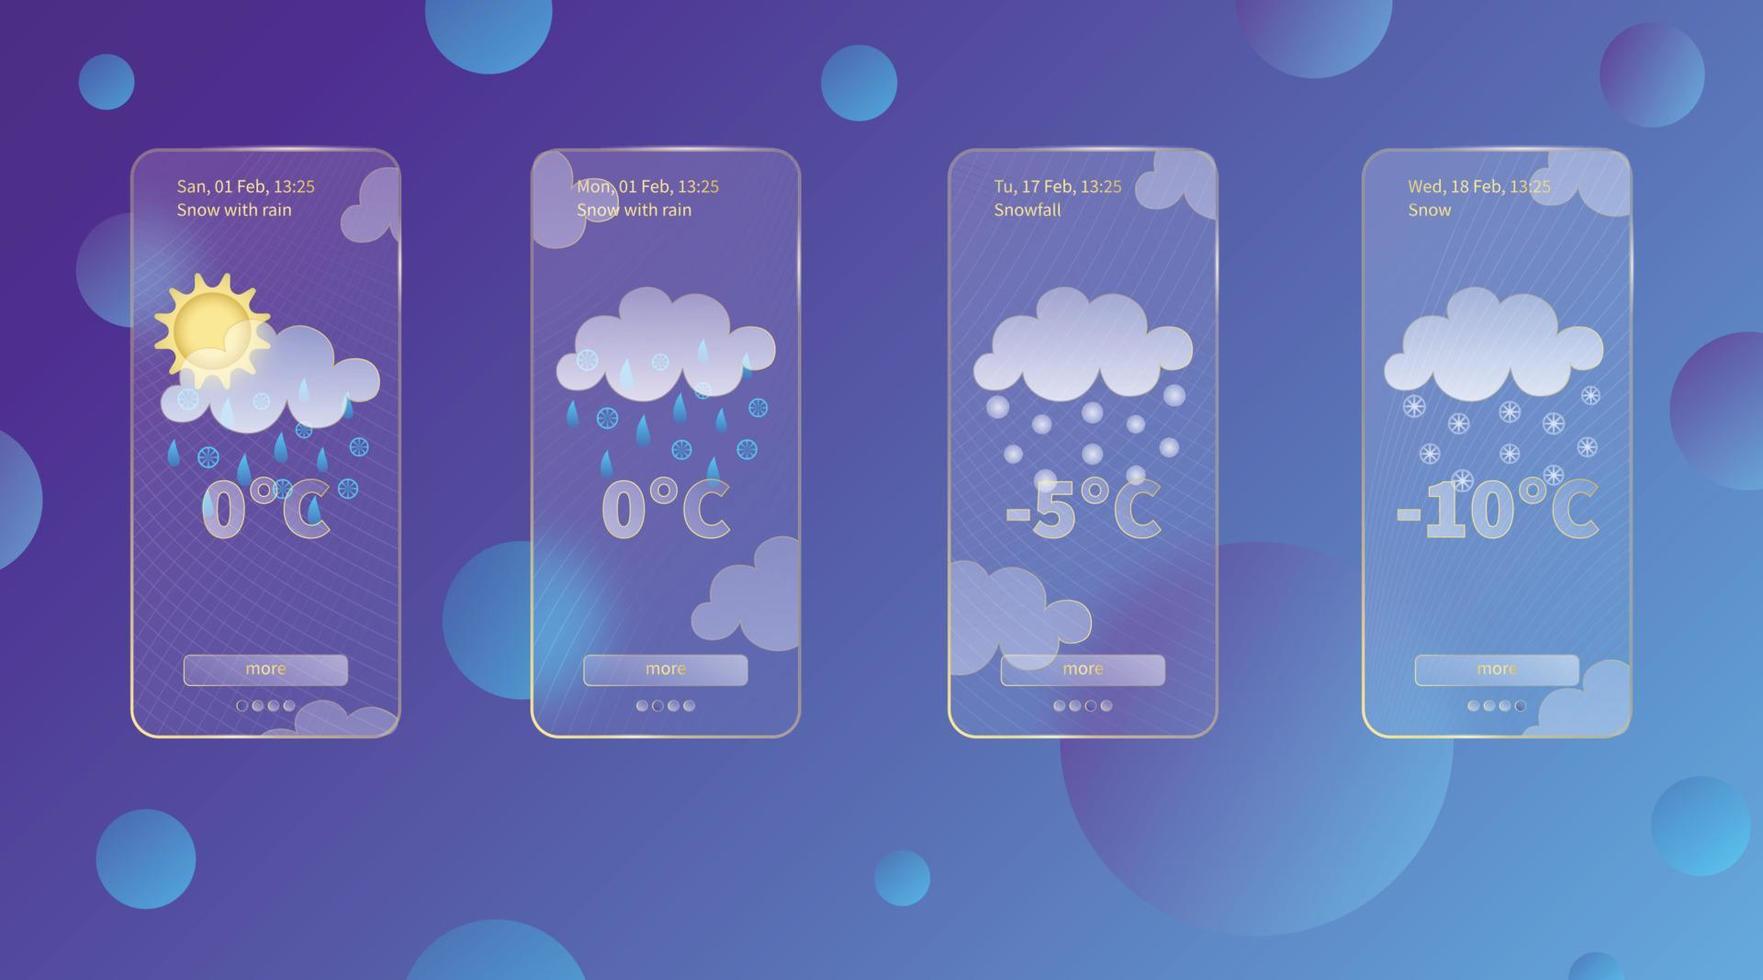 San, 01 Feb, 13:25
Snow with rain
0°C
more
Mon, 01 Feb, 13:25
Snow with rain
0°C
more
Tu, 17 Feb, 13:25
Snowfall
-5°C
more
Wed, 18 Feb, 13:25
Snow
-10°C
more